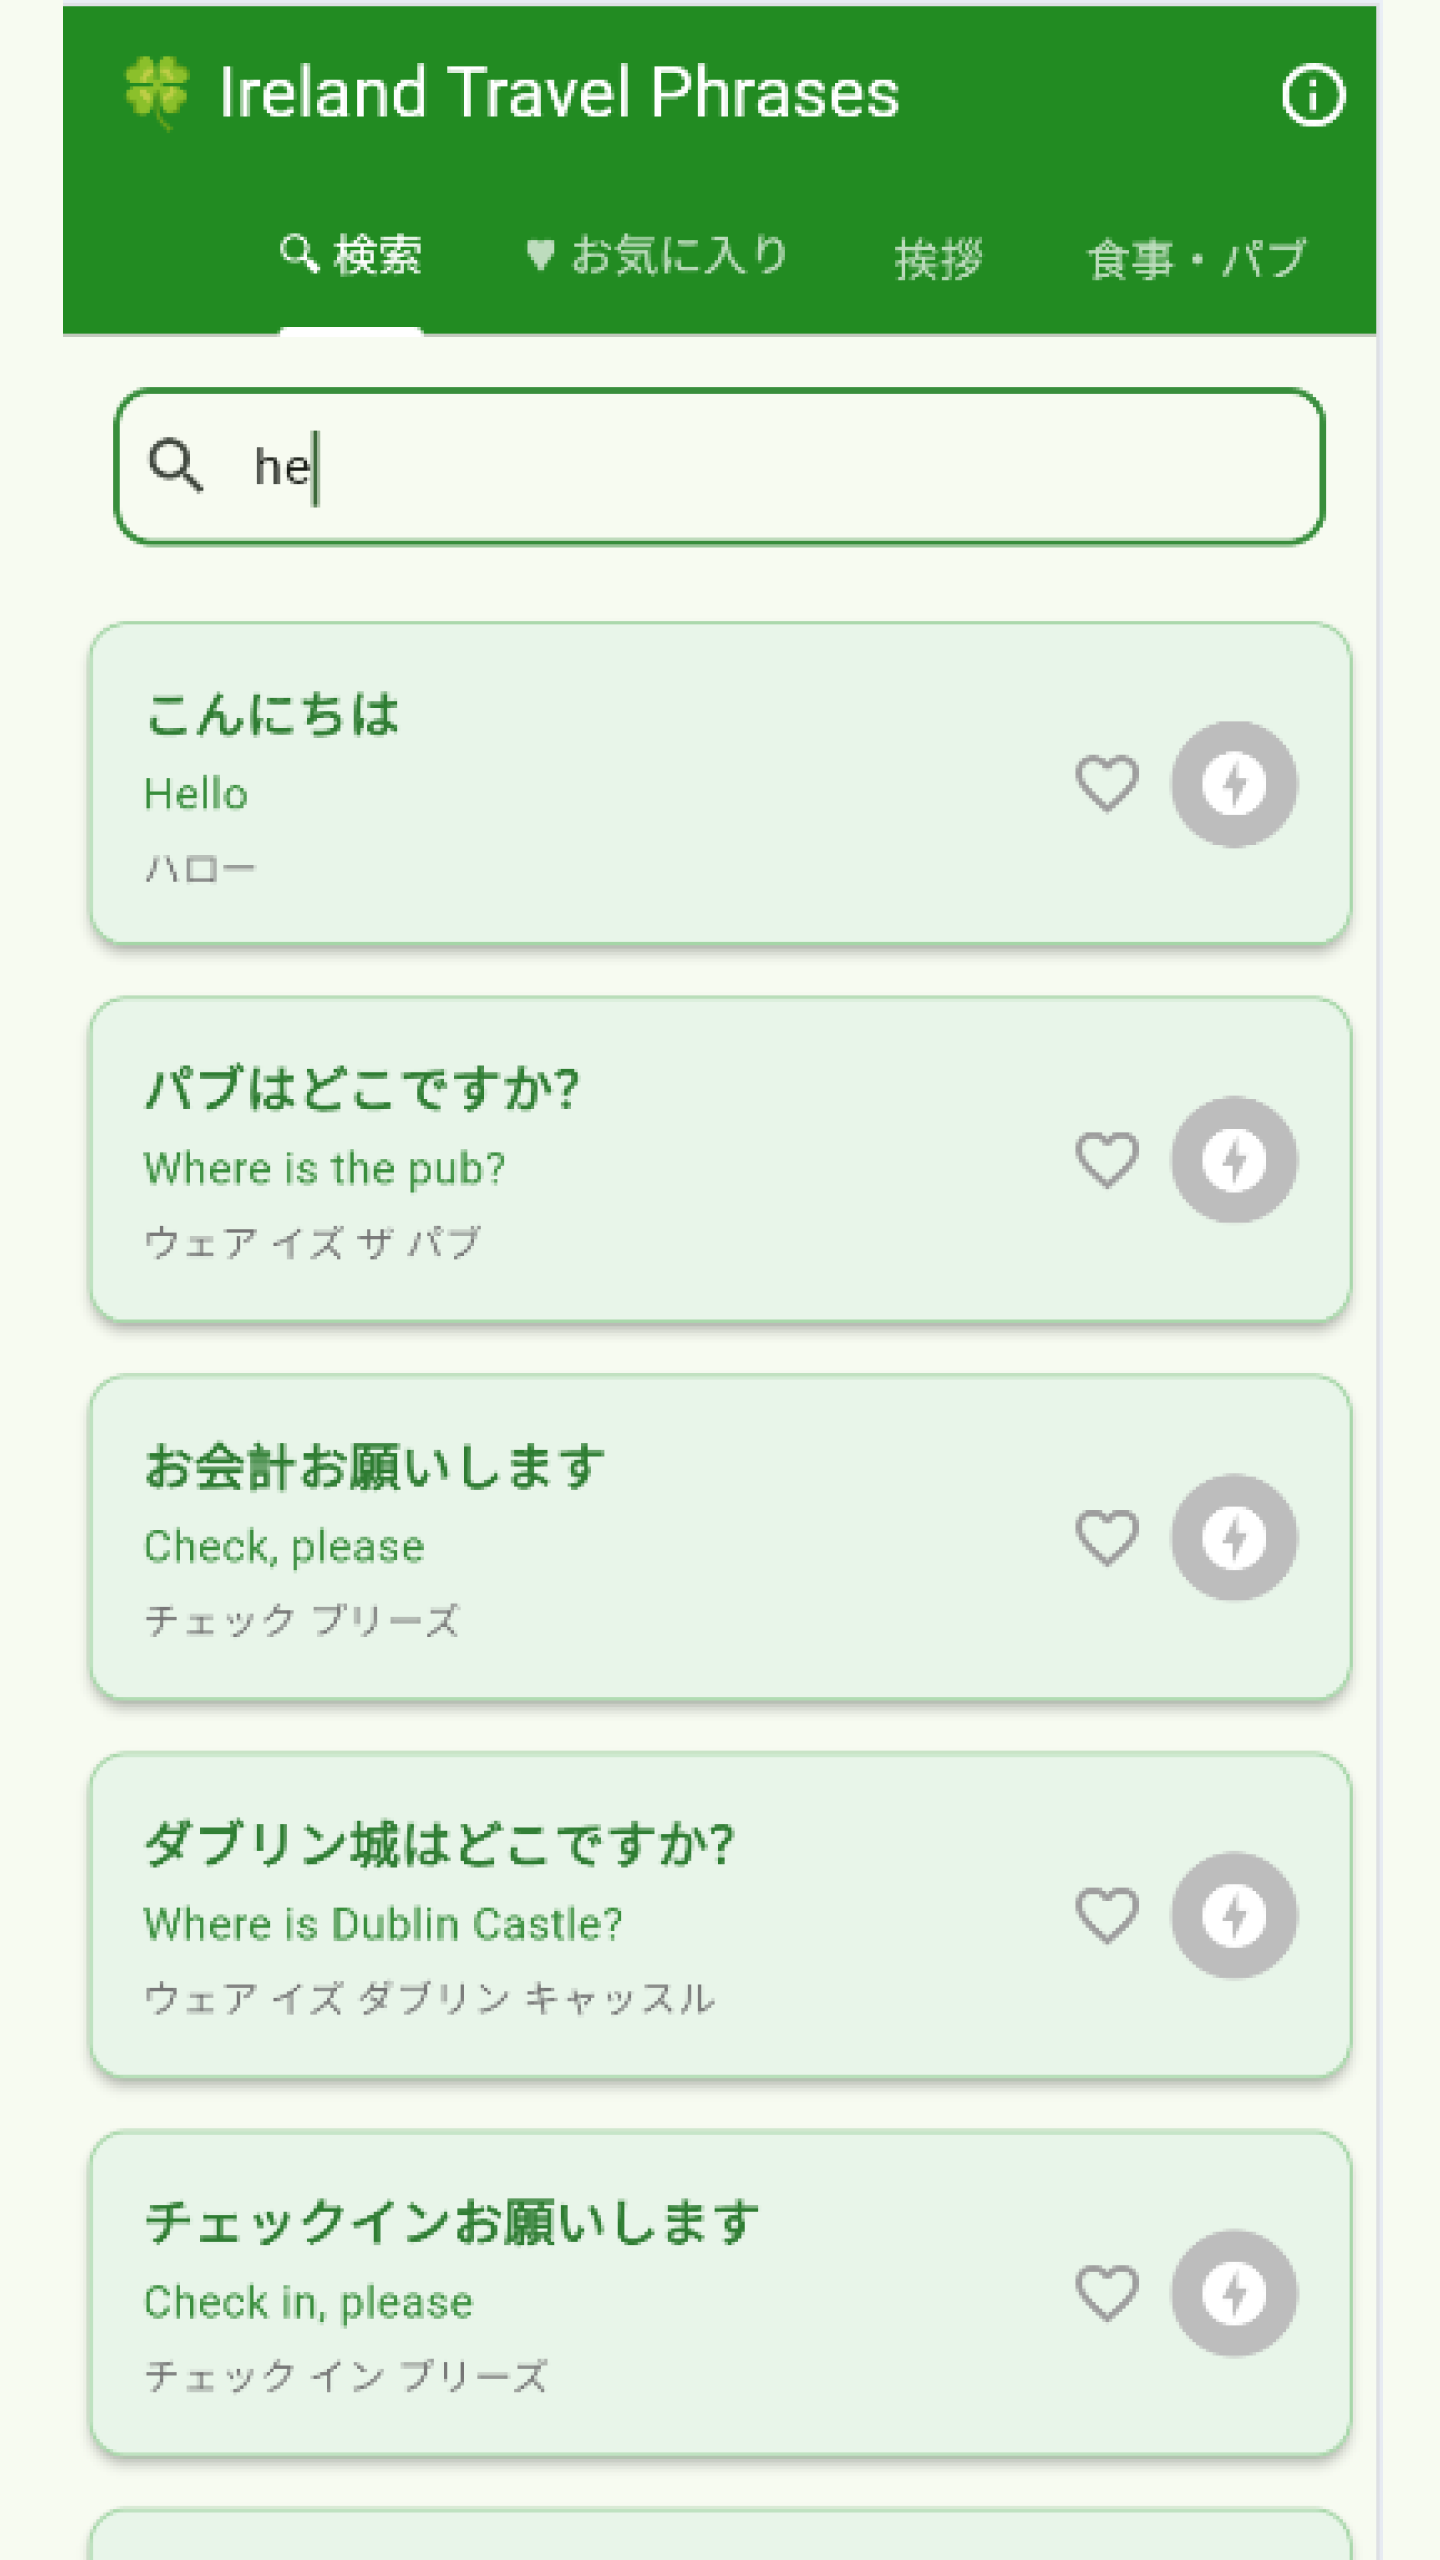 Ireland Travel Phrases
検索 お気に入り 挨拶 食事・パブ
he
こんにちは
Hello
ハロー
パブはどこですか?
Where is the pub?
ウェア イズ ザ パブ
お会計お願いします
Check, please
チェック プリーズ
ダブリン城はどこですか?
Where is Dublin Castle?
ウェア イズ ダブリン キャッスル
チェックインお願いします
Check in, please
チェック イン プリーズ